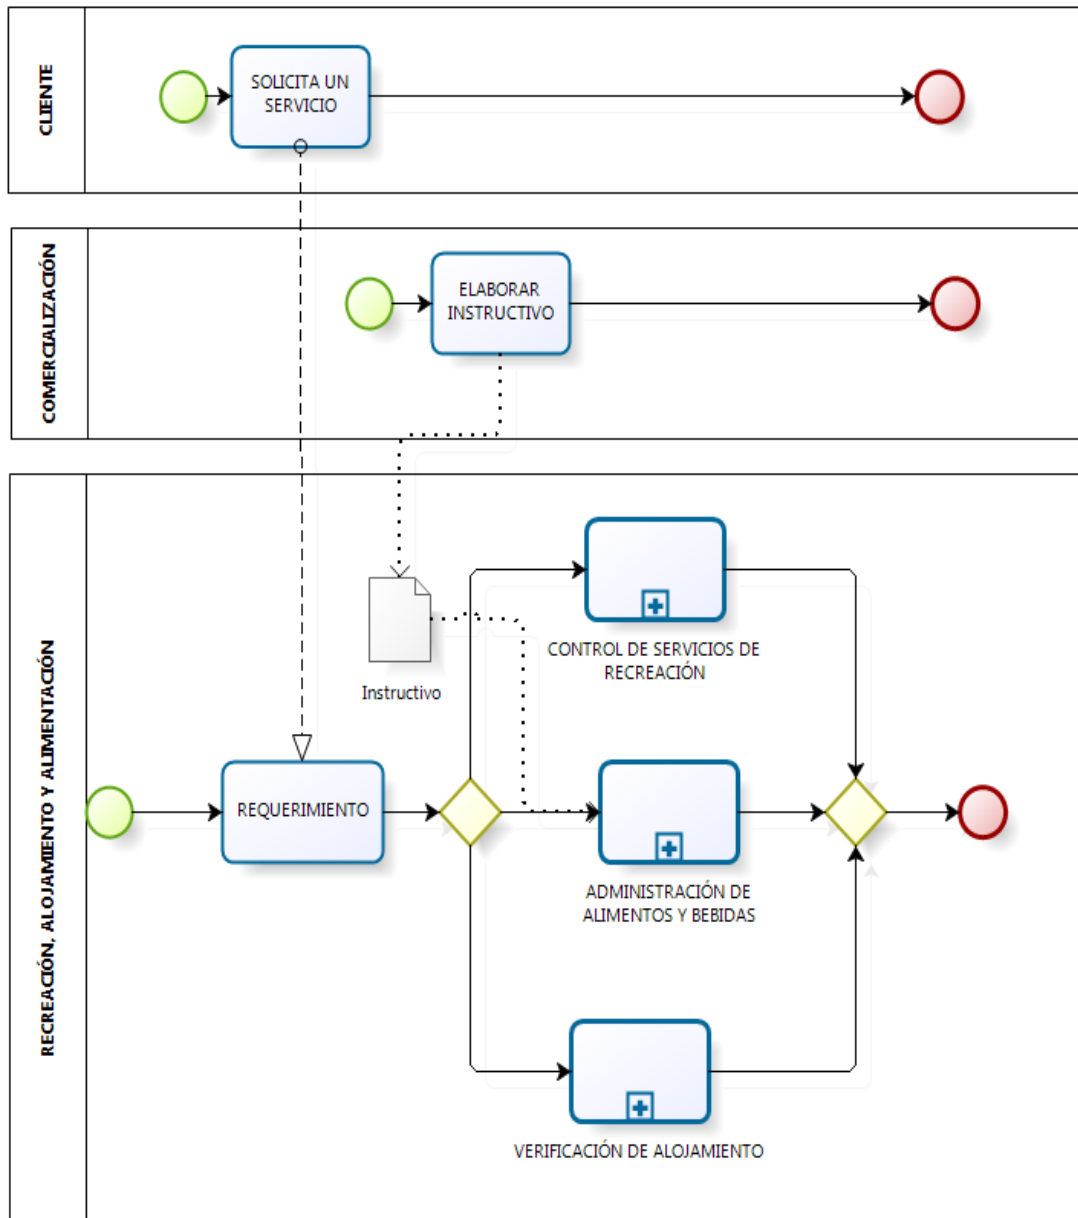 CLIENTE
SOLICITA UN
SERVICIO
COMERCIALIZACIÓN
ELABORAR
INSTRUCTIVO
RECREACIÓN, ALOJAMIENTO Y ALIMENTACIÓN
Instructivo
CONTROL DE SERVICIOS DE
RECREACIÓN
REQUERIMIENTO
ADMINISTRACIÓN DE
ALIMENTOS Y BEBIDAS
VERIFICACIÓN DE ALOJAMIENTO